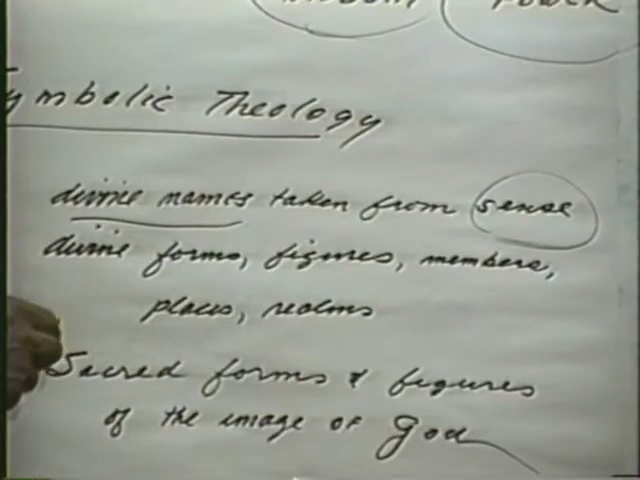 Power
ymbolic Theology
divine names taken from sense
divine forms, figures, members,
places, realms
Sacred forms & figures
of the image of God